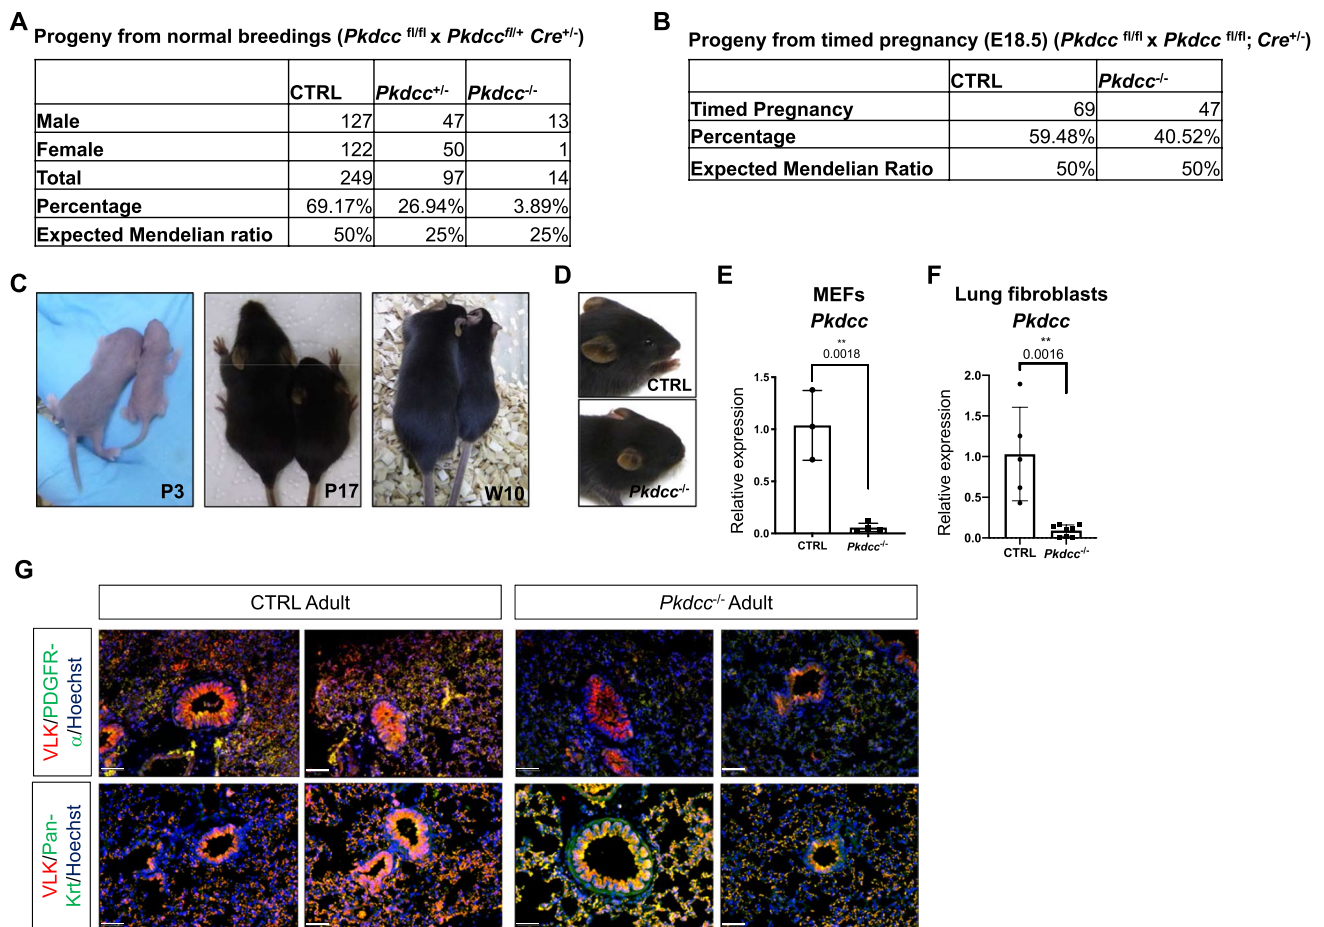 A
Progeny from normal breedings (Pkdcc fl/fl x Pkdccfl/+ Cre+/-)
CTRL Pkdcc+/- Pkdcc-/-
Male 127 47 13
Female 122 50 1
Total 249 97 14
Percentage 69.17% 26.94% 3.89%
Expected Mendelian ratio 50% 25% 25%
B
Progeny from timed pregnancy (E18.5) (Pkdcc fl/fl x Pkdcc fl/fl; Cre+/-)
CTRL Pkdcc-/-
Timed Pregnancy 69 47
Percentage 59.48% 40.52%
Expected Mendelian Ratio 50% 50%
C
P3
P17
W10
D
CTRL
Pkdcc-/-
E
MEFs
Pkdcc
**
0.0018
Relative expression
1.5
1.0
0.5
0.0
CTRL Pkdcc-/-
F
Lung fibroblasts
Pkdcc
**
0.0016
Relative expression
2.0
1.5
1.0
0.5
0.0
CTRL Pkdcc-/-
G
CTRL Adult
Pkdcc-/- Adult
VLK/PDGFR-
α/Hoechst
VLK/Pan-
Krt/Hoechst